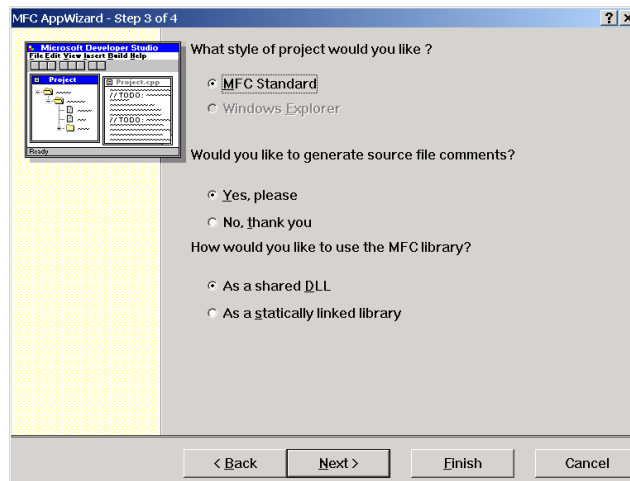 MFC AppWizard - Step 3 of 4
Microsoft Developer Studio
File Edit View Insert Build Help
Project
Project.cpp
//TODO:
//TODO:
Ready
What style of project would you like ?
MFC Standard
Windows Explorer
Would you like to generate source file comments?
Yes, please
No, thank you
How would you like to use the MFC library?
As a shared DLL
As a statically linked library
< Back
Next >
Finish
Cancel